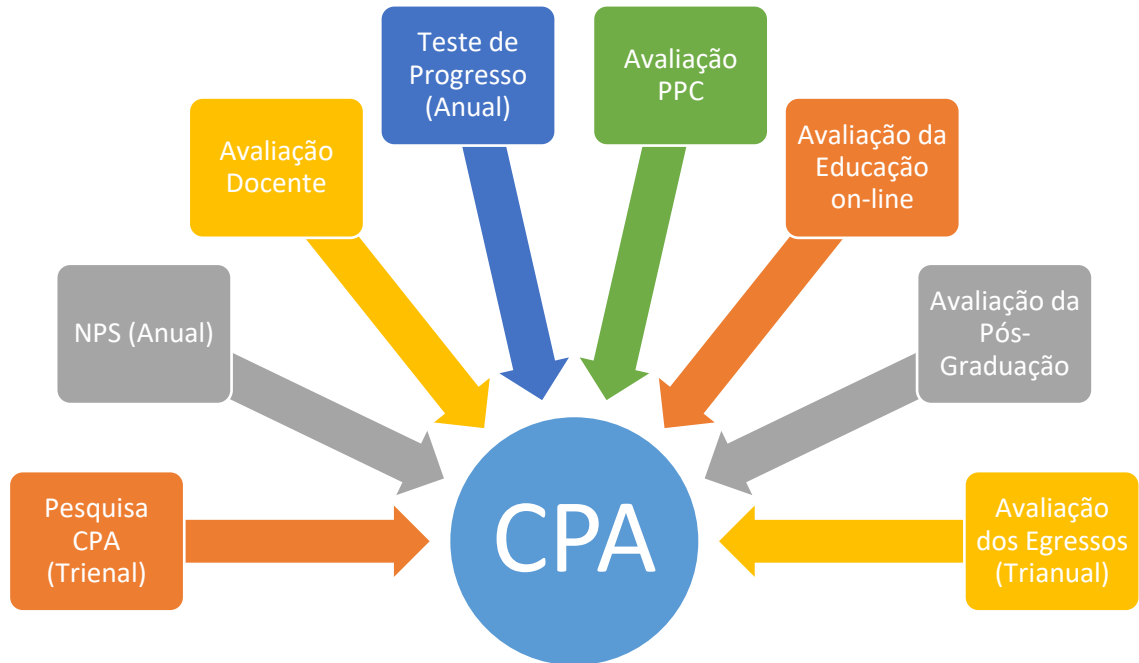 Teste de
Progresso
(Anual)
Avaliação
PPC
Avaliação
Docente
Avaliação da
Educação
on-line
NPS (Anual)
Avaliação da
Pós-
Graduação
Pesquisa
CPA
(Trienal)
CPA
Avaliação
dos Egressos
(Trianual)